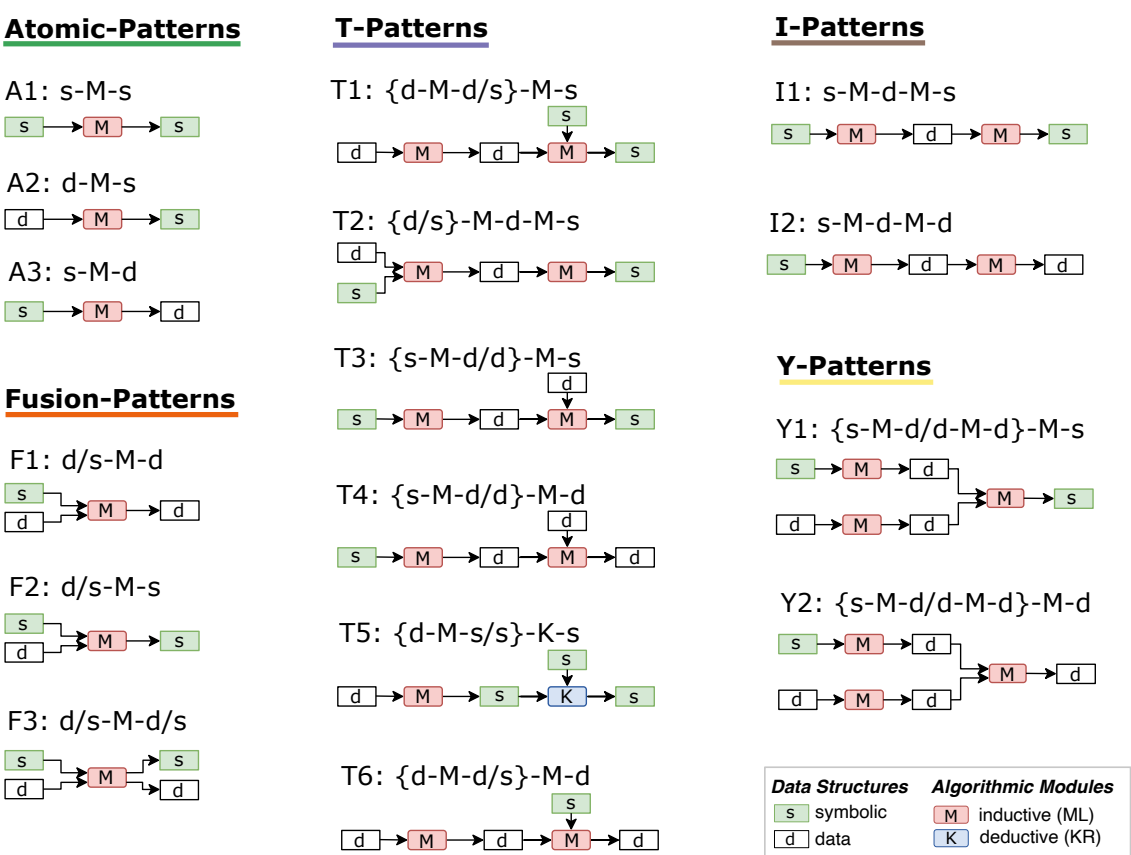 Atomic-Patterns
A1: s-M-s
s M s
A2: d-M-s
d M s
A3: s-M-d
s M d
Fusion-Patterns
F1: d/s-M-d
s
d M d
F2: d/s-M-s
s
d M s
F3: d/s-M-d/s
s M s
d d
T-Patterns
T1: {d-M-d/s}-M-s
s
d M d M s
T2: {d/s}-M-d-M-s
d
s M d M s
T3: {s-M-d/d}-M-s
d
s M d M s
T4: {s-M-d/d}-M-d
d
s M d M d
T5: {d-M-s/s}-K-s
s
d M s K s
T6: {d-M-d/s}-M-d
s
d M d M d
I-Patterns
I1: s-M-d-M-s
s M d M s
I2: s-M-d-M-d
s M d M d
Y-Patterns
Y1: {s-M-d/d-M-d}-M-s
s M d
M s
d M d
Y2: {s-M-d/d-M-d}-M-d
s M d
M d
d M d
Data Structures Algorithmic Modules
s symbolic M inductive (ML)
d data K deductive (KR)